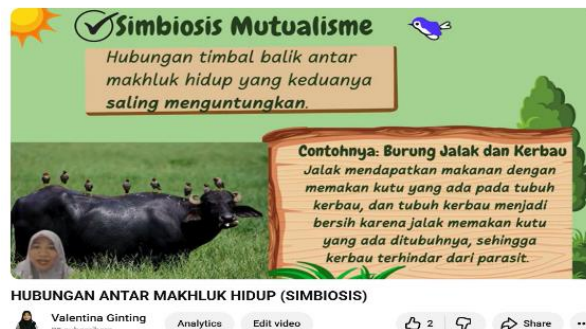 Simbiosis Mutualisme
Hubungan timbal balik antar
makhluk hidup yang keduanya
saling menguntungkan.
Contohnya: Burung Jalak dan Kerbau
Jalak mendapatkan makanan dengan
memakan kutu yang ada pada tubuh
kerbau, dan tubuh kerbau menjadi
bersih karena jalak memakan kutu
yang ada ditubuhnya, sehingga
kerbau terhindar dari parasit.
HUBUNGAN ANTAR MAKHLUK HIDUP (SIMBIOSIS)
Valentina Ginting
Analytics
Edit video
2
Share